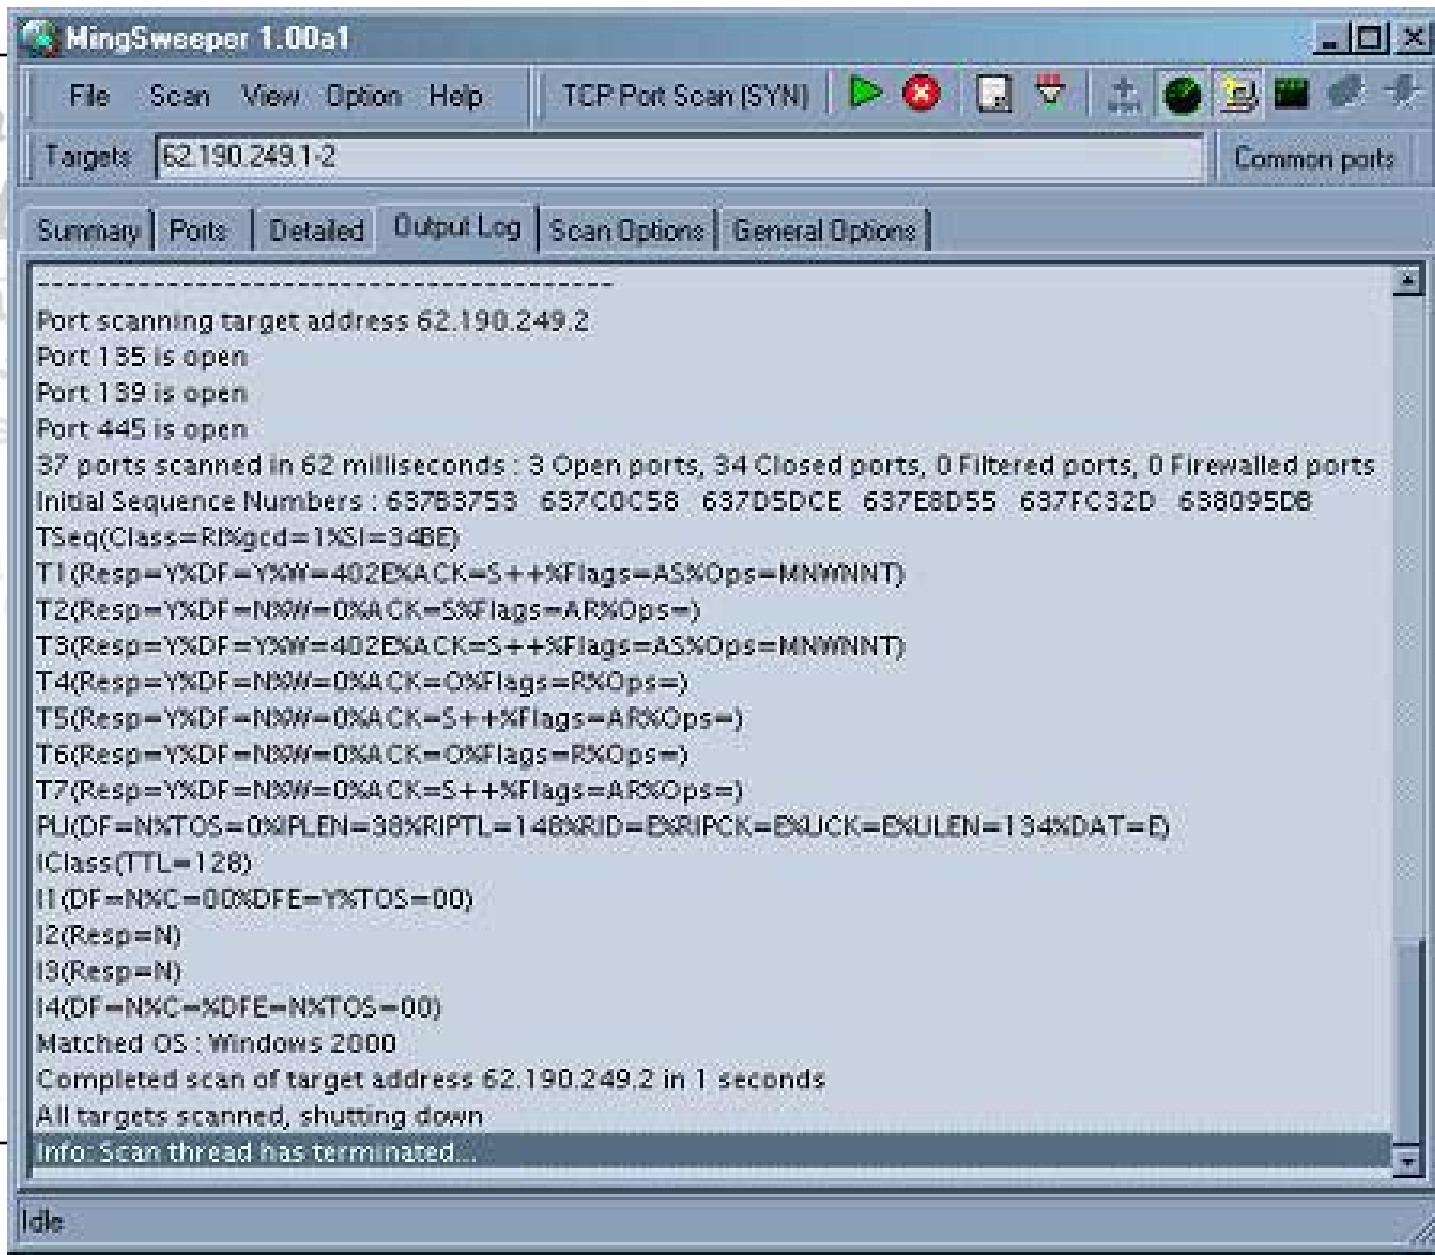 MingSweeper 1.00a1
File Scan View Option Help TCP Port Scan (SYN)
Targets 62.190.249.1-2 Common ports
Summary Ports Detailed Output Log Scan Options General Options
----------------------------------------
Port scanning target address 62.190.249.2
Port 135 is open
Port 139 is open
Port 445 is open
37 ports scanned in 62 milliseconds : 3 Open ports, 34 Closed ports, 0 Filtered ports, 0 Firewalled ports
Initial Sequence Numbers : 637B3753 637C0C58 637D5DCE 637E8D55 637FC32D 638095DB
TSeq(Class=RI%gcd=1%SI=34BE)
T1(Resp=Y%DF=Y%W=402E%ACK=S++%Flags=AS%Ops=MNWNNT)
T2(Resp=Y%DF=N%W=0%ACK=S%Flags=AR%Ops=)
T3(Resp=Y%DF=Y%W=402E%ACK=S++%Flags=AS%Ops=MNWNNT)
T4(Resp=Y%DF=N%W=0%ACK=O%Flags=R%Ops=)
T5(Resp=Y%DF=N%W=0%ACK=S++%Flags=AR%Ops=)
T6(Resp=Y%DF=N%W=0%ACK=O%Flags=R%Ops=)
T7(Resp=Y%DF=N%W=0%ACK=S++%Flags=AR%Ops=)
PU(DF=N%TOS=0%IPLEN=38%RIPTL=148%RID=E%RIPCK=E%UCK=E%ULEN=134%DAT=E)
IClass(TTL=128)
I1(DF=N%C=00%DFE=Y%TOS=00)
I2(Resp=N)
I3(Resp=N)
I4(DF=N%C=%DFE=N%TOS=00)
Matched OS : Windows 2000
Completed scan of target address 62.190.249.2 in 1 seconds
All targets scanned, shutting down
Info: Scan thread has terminated...
Idle